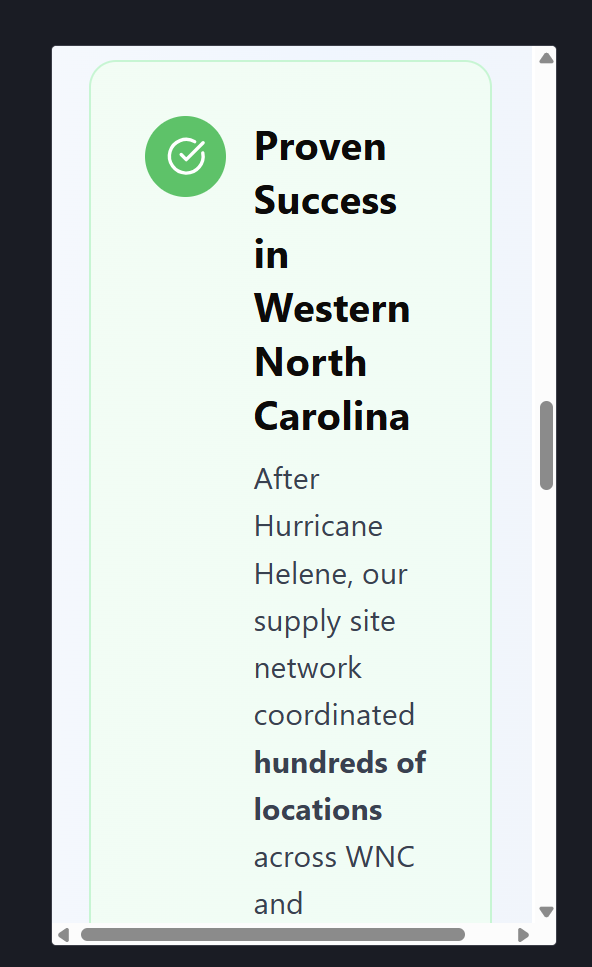 Proven
Success
in
Western
North
Carolina
After
Hurricane
Helene, our
supply site
network
coordinated
hundreds of
locations
across WNC
and